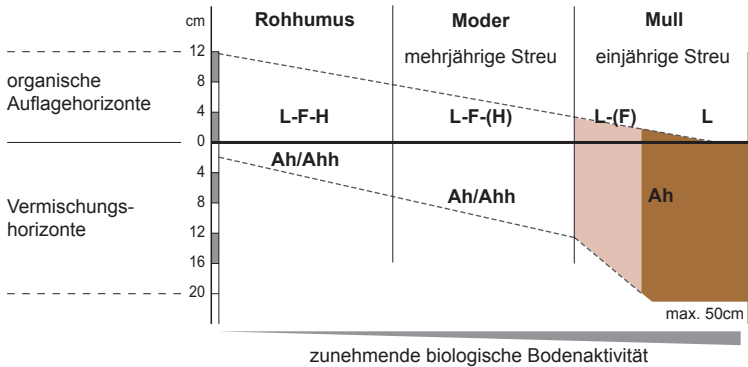 cm
Rohhumus
Moder
Mull
mehrjährige Streu
einjährige Streu
organische
Auflagehorizonte
12
8
4
0
L-F-H
L-F-(H)
L-(F)
L
Vermischungs-
horizonte
4
8
12
16
20
Ah/Ahh
Ah/Ahh
Ah
max. 50cm
zunehmende biologische Bodenaktivität